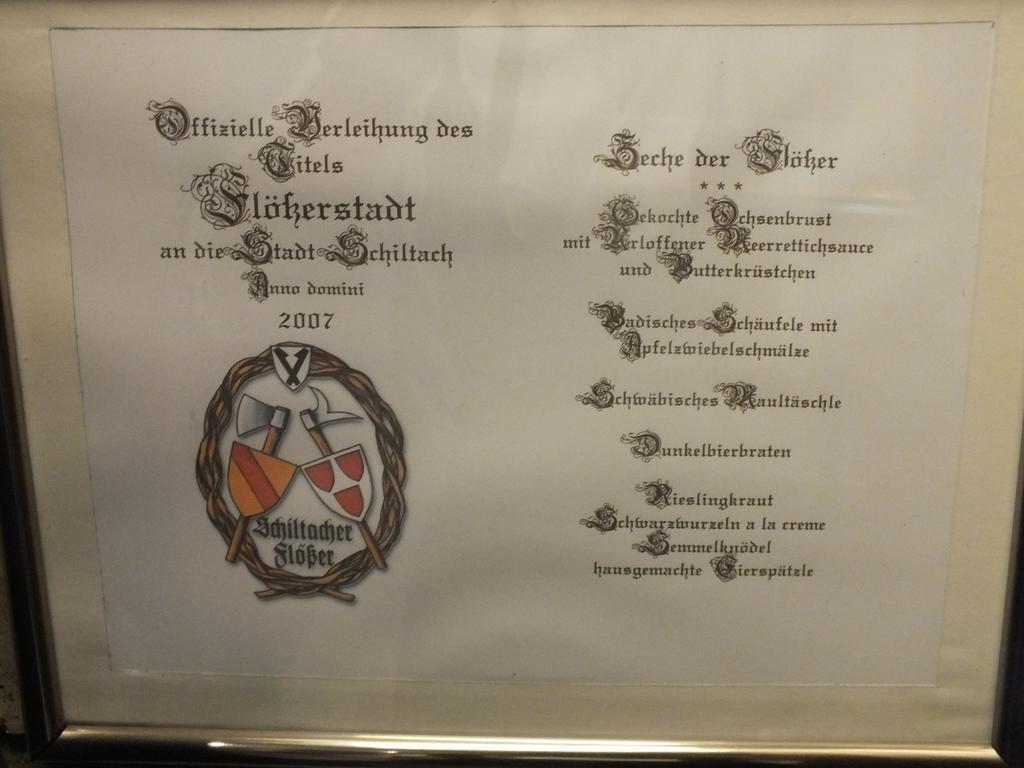 Offizielle Verleihung des
Titels
Flößerstadt
an die Stadt Schiltach
Anno domini
2007
Schiltacher
Flößer
Zeche der Flößer
* * *
Gekochte Ochsenbrust
mit Urloffener Meerrettichsauce
und Butterkrüstchen
Badisches Schäufele mit
Apfelzwiebelschmälze
Schwäbisches Maultäschle
Dunkelbierbraten
Rieslingkraut
Schwarzwurzeln a la creme
Semmelknödel
hausgemachte Eierspätzle